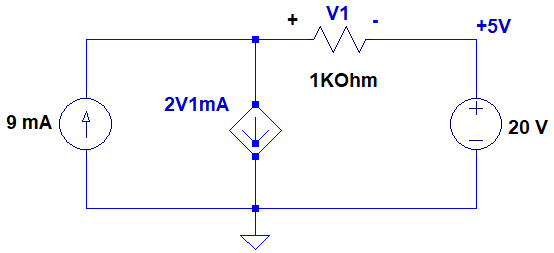 V1
+ -
+5V
1KOhm
2V1mA
9 mA
+
-
20 V